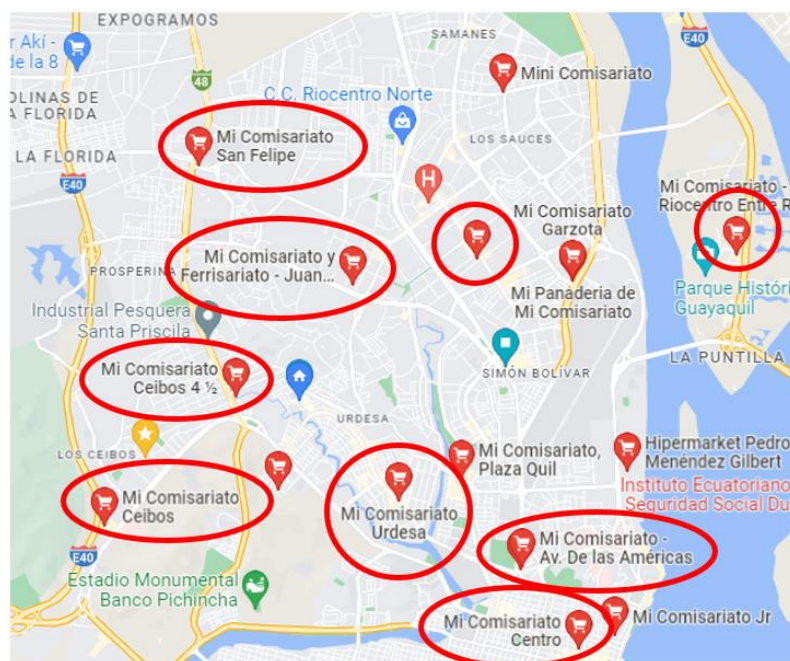 EXPOGRAMOS
r Akí -
de la 8
OLINAS DE
A FLORIDA
LA FLORIDA
48
E40
SAMANES
E40
Mini Comisariato
C.C. Riocentro Norte
LOS SAUCES
Mi Comisariato
San Felipe
E40
H
Mi Comisariato
Garzota
Mi Comisariato -
Riocentro Entre R
Mi Comisariato y
Ferrisariato - Juan...
PROSPERINA
Mi Panaderia de
Mi Comisariato
Parque Históri
Guayaquil
Industrial Pesquera
Santa Priscila
LA PUNTILLA
SIMÓN BOLÍVAR
Mi Comisariato
Ceibos 4 ½
URDESA
LOS CEIBOS
Mi Comisariato,
Plaza Quil
Hipermarket Pedro
Menéndez Gilbert
Instituto Ecuatoriano
Seguridad Social Du
Mi Comisariato
Ceibos
Mi Comisariato
Urdesa
Mi Comisariato -
Av. De las Américas
E40
Estadio Monumental
Banco Pichincha
Mi Comisariato
Centro
Mi Comisariato Jr